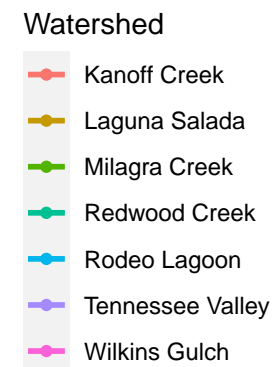 Watershed
Kanoff Creek
Laguna Salada
Milagra Creek
Redwood Creek
Rodeo Lagoon
Tennessee Valley
Wilkins Gulch